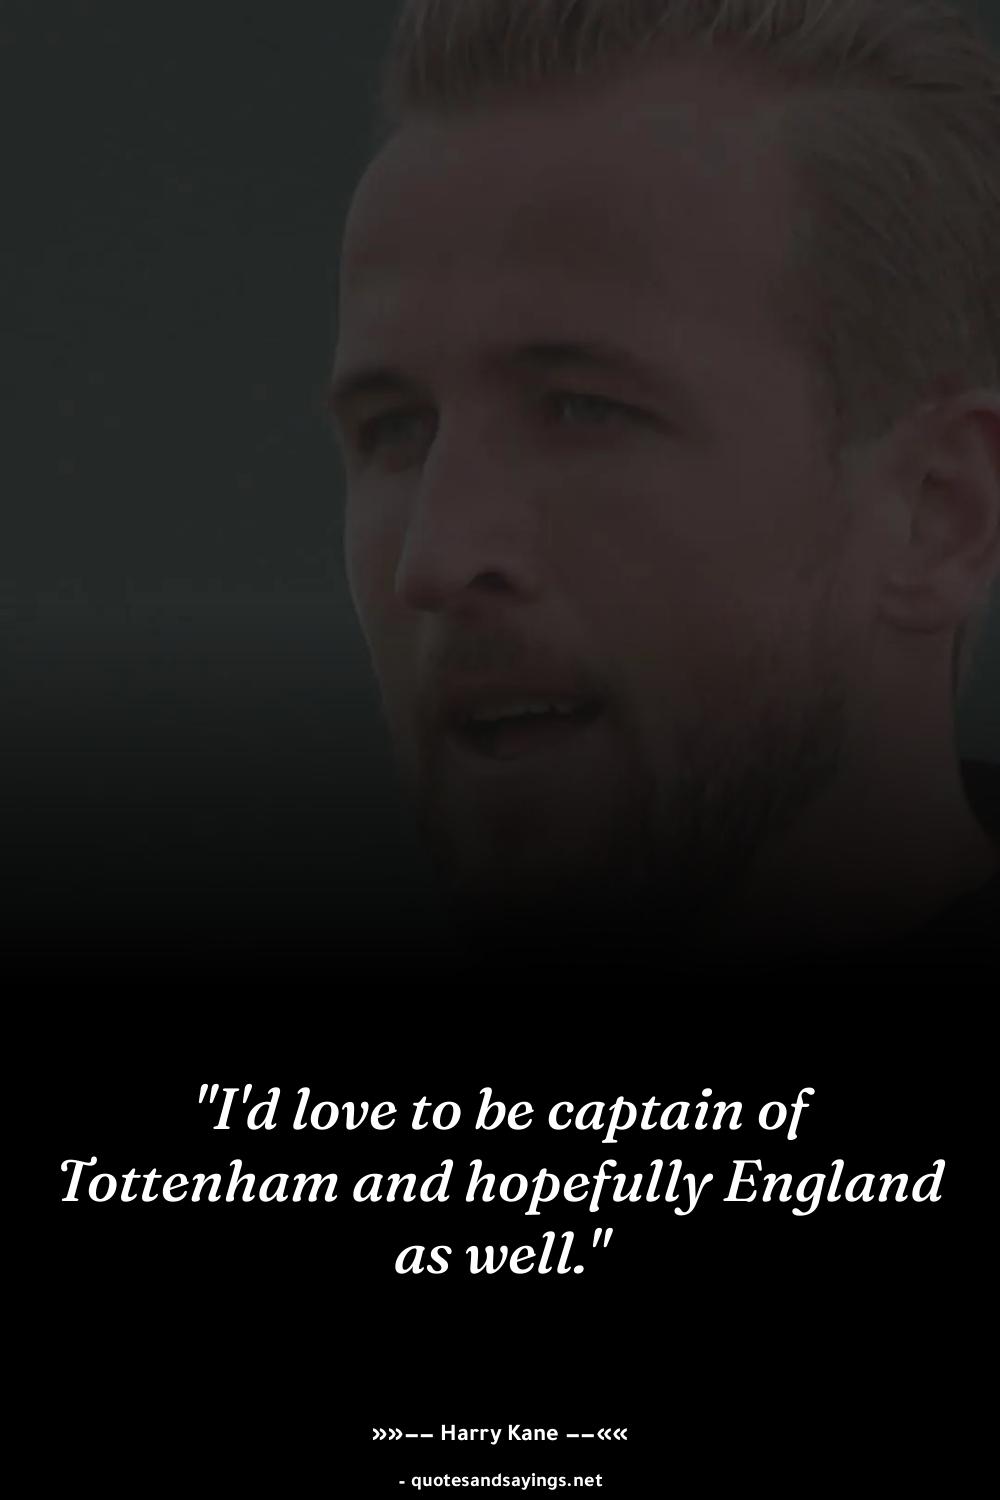 "I'd love to be captain of
Tottenham and hopefully England
as well."
»»–– Harry Kane ––««
- quotesandsayings.net